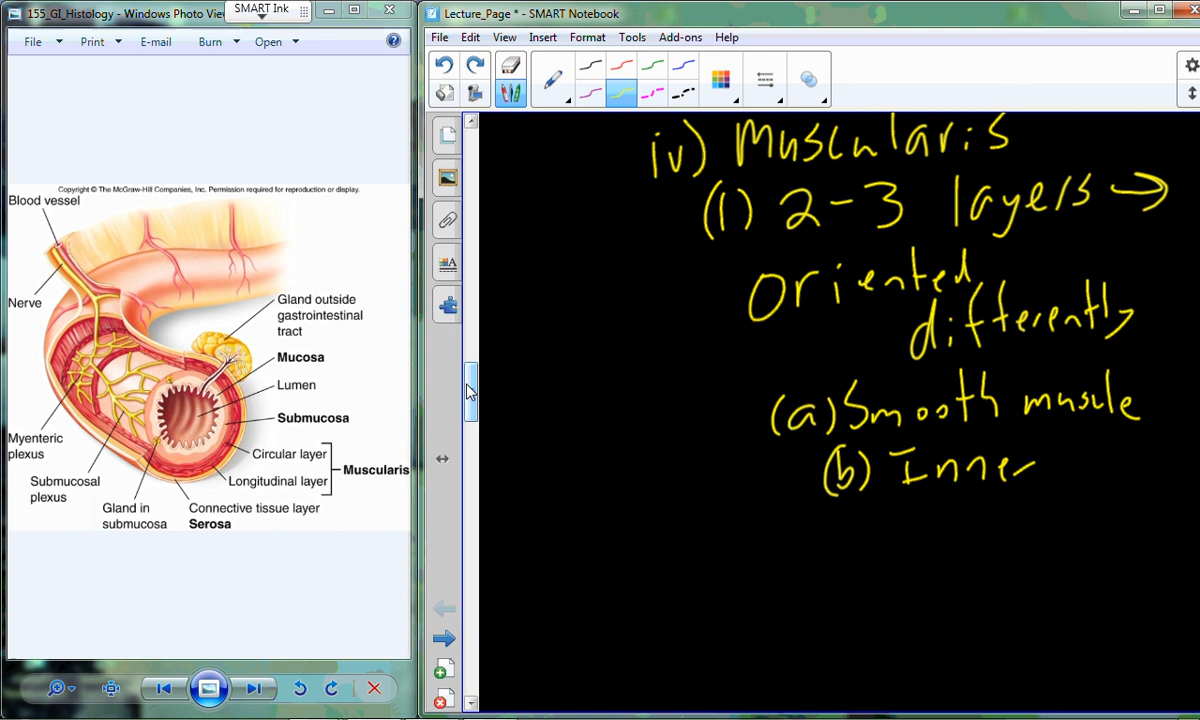 155_GI_Histology - Windows Photo View
SMART Ink
File Print E-mail Burn Open
Copyright © The McGraw-Hill Companies, Inc. Permission required for reproduction or display.
Blood vessel
Nerve
Gland outside
gastrointestinal
tract
Mucosa
Lumen
Submucosa
Circular layer
Muscularis
Longitudinal layer
Myenteric
plexus
Submucosal
plexus
Gland in
submucosa
Connective tissue layer
Serosa
Lecture_Page * - SMART Notebook
File Edit View Insert Format Tools Add-ons Help
iv) Muscularis
(1) 2-3 layers →
oriented
differently
(a) Smooth muscle
(b) Inner